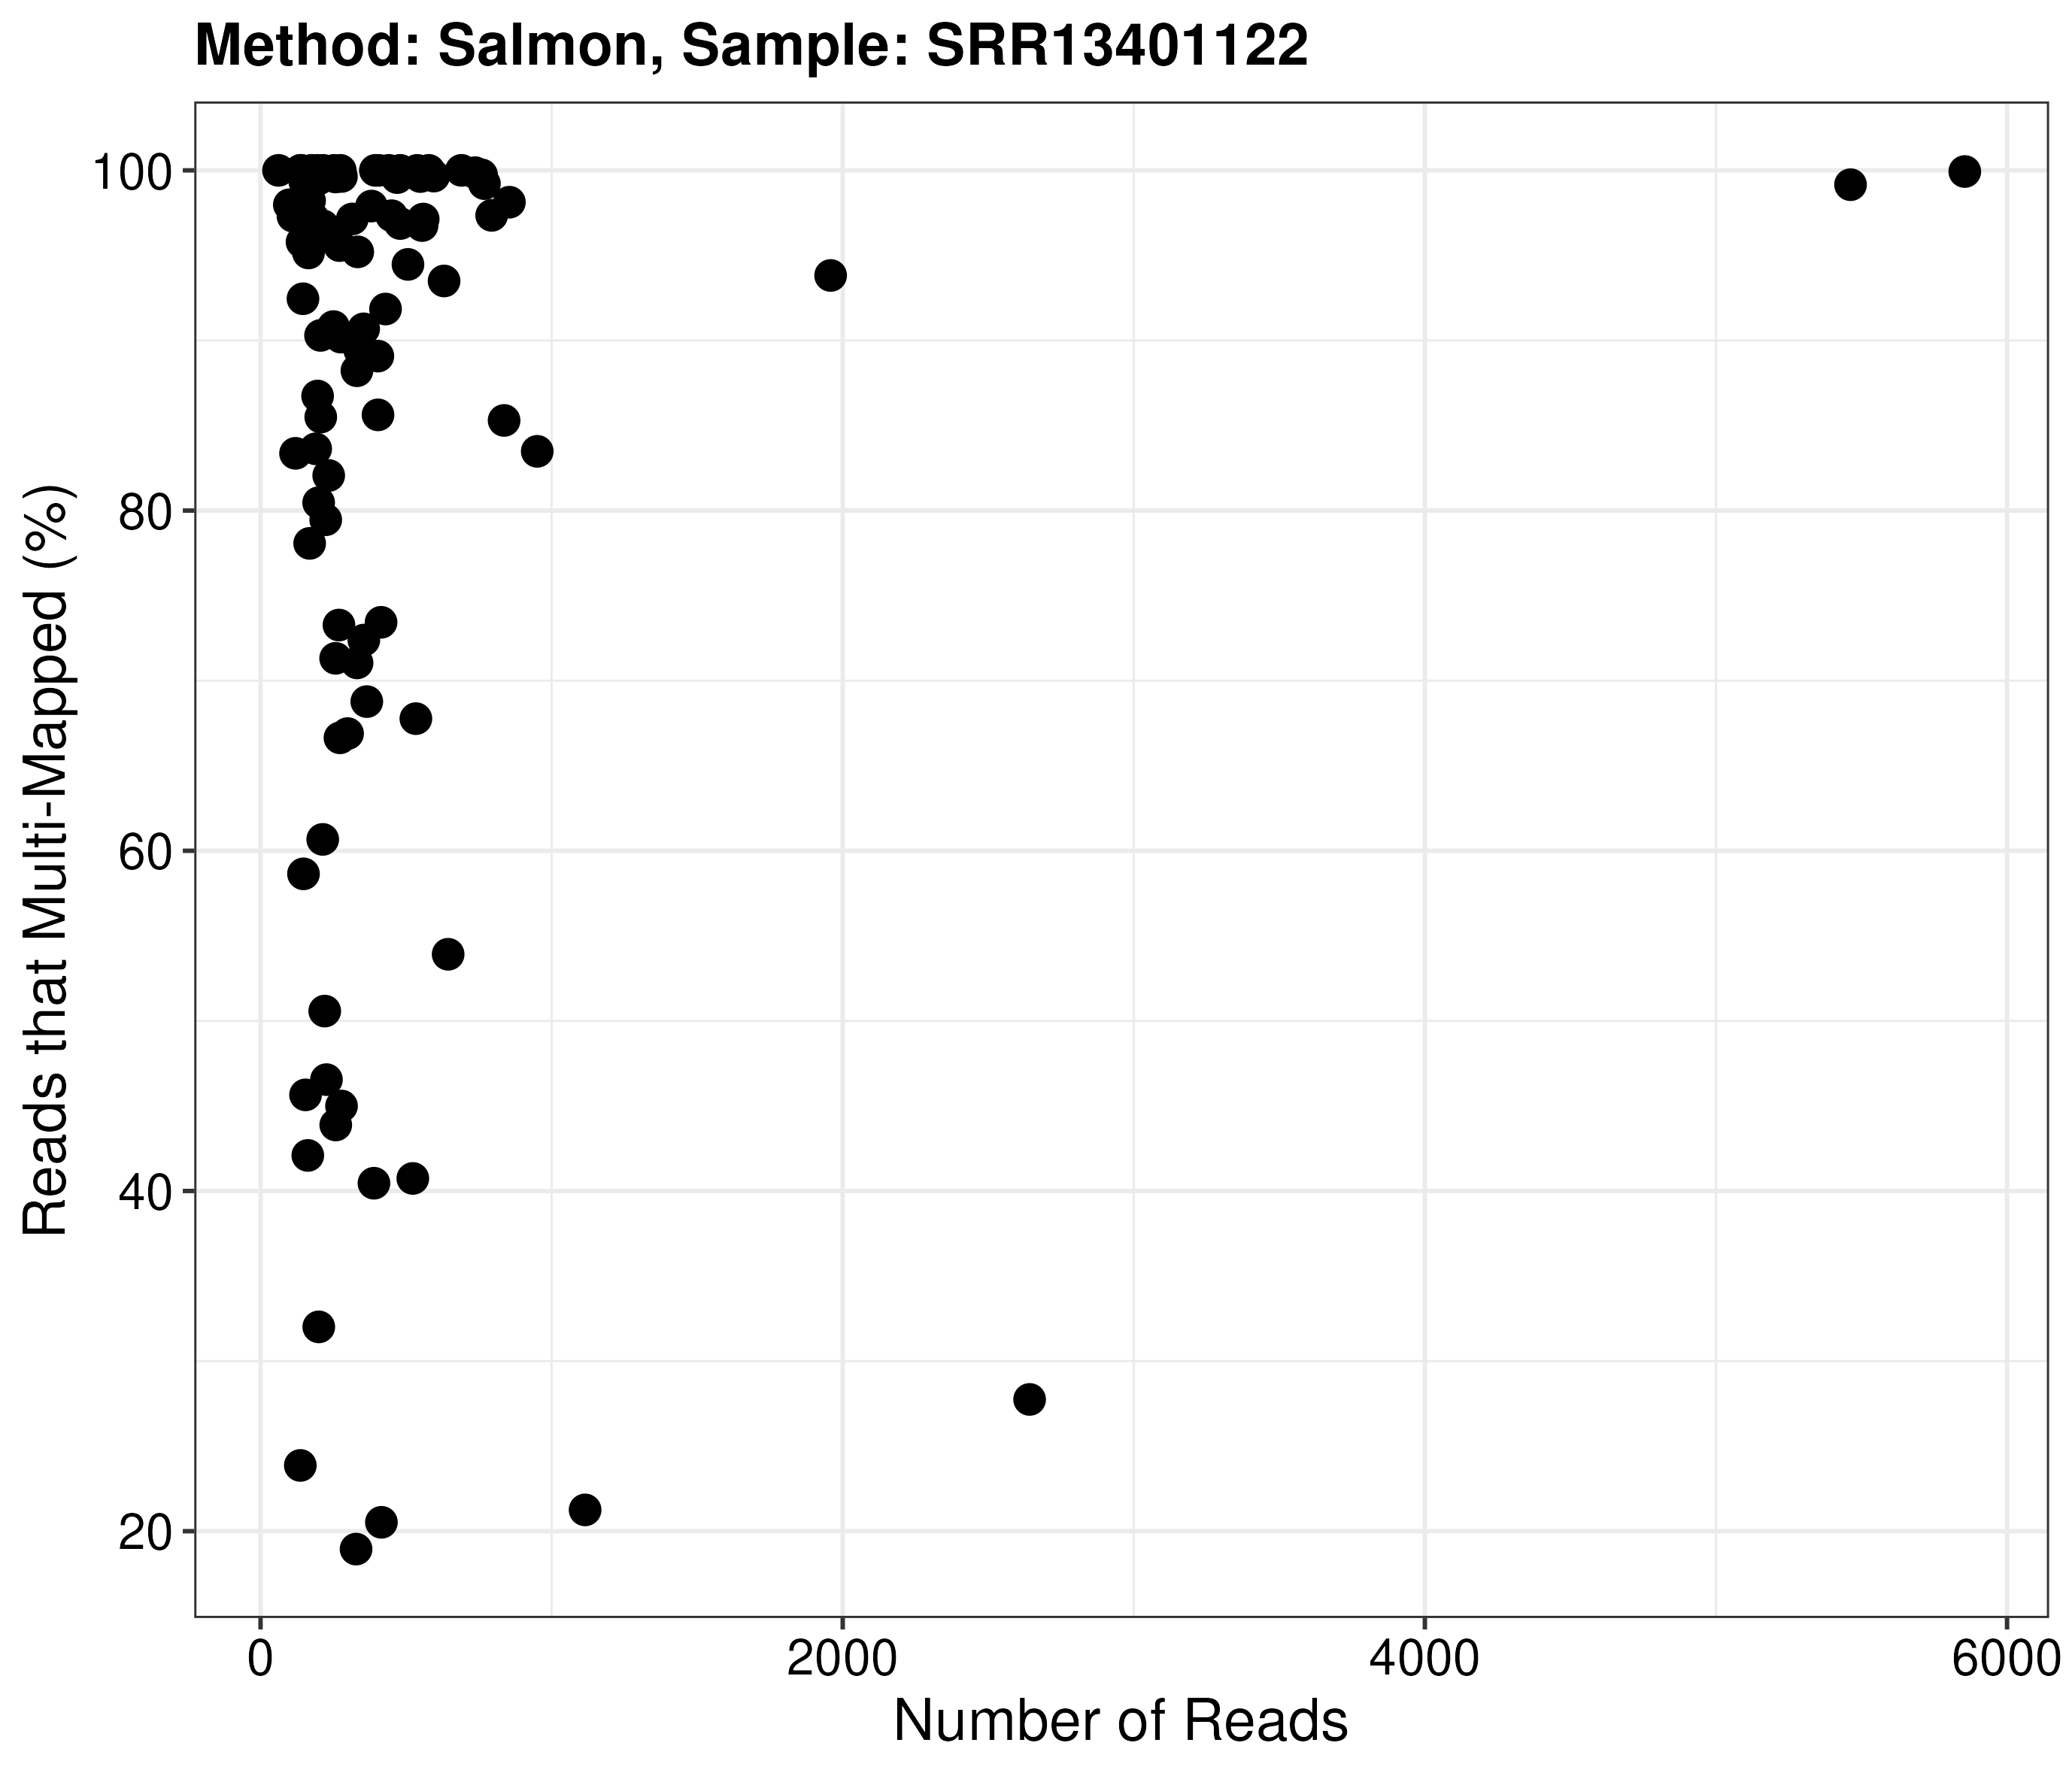 Method: Salmon, Sample: SRR13401122
Reads that Multi-Mapped (%)
100
80
60
40
20
0 2000 4000 6000
Number of Reads